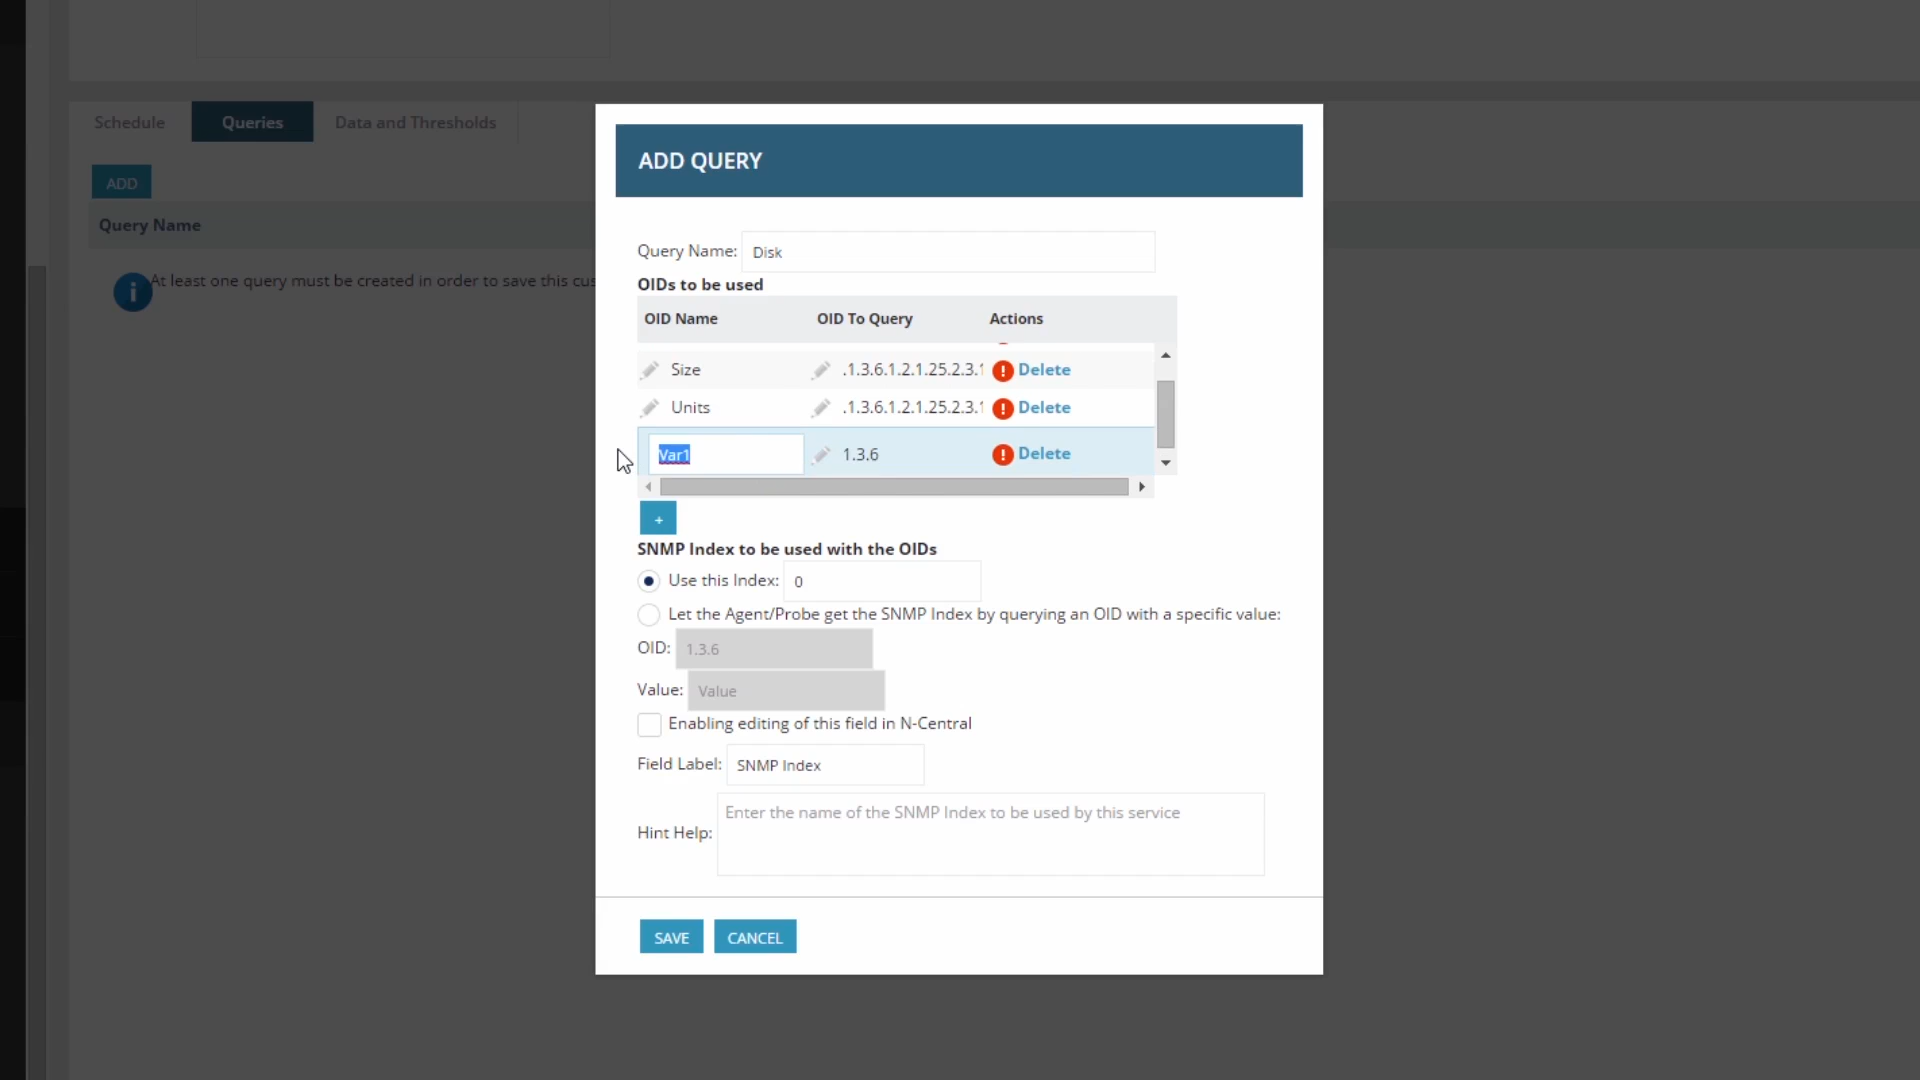 Schedule
Queries
Data and Thresholds
ADD
Query Name
At least one query must be created in order to save this cus
ADD QUERY
Query Name: Disk
OIDs to be used
OID Name OID To Query Actions
Size .1.3.6.1.2.1.25.2.3.1 Delete
Units .1.3.6.1.2.1.25.2.3.1 Delete
Var1 1.3.6 Delete
+
SNMP Index to be used with the OIDs
Use this Index: 0
Let the Agent/Probe get the SNMP Index by querying an OID with a specific value:
OID: 1.3.6
Value: Value
Enabling editing of this field in N-Central
Field Label: SNMP Index
Hint Help: Enter the name of the SNMP Index to be used by this service
SAVE CANCEL